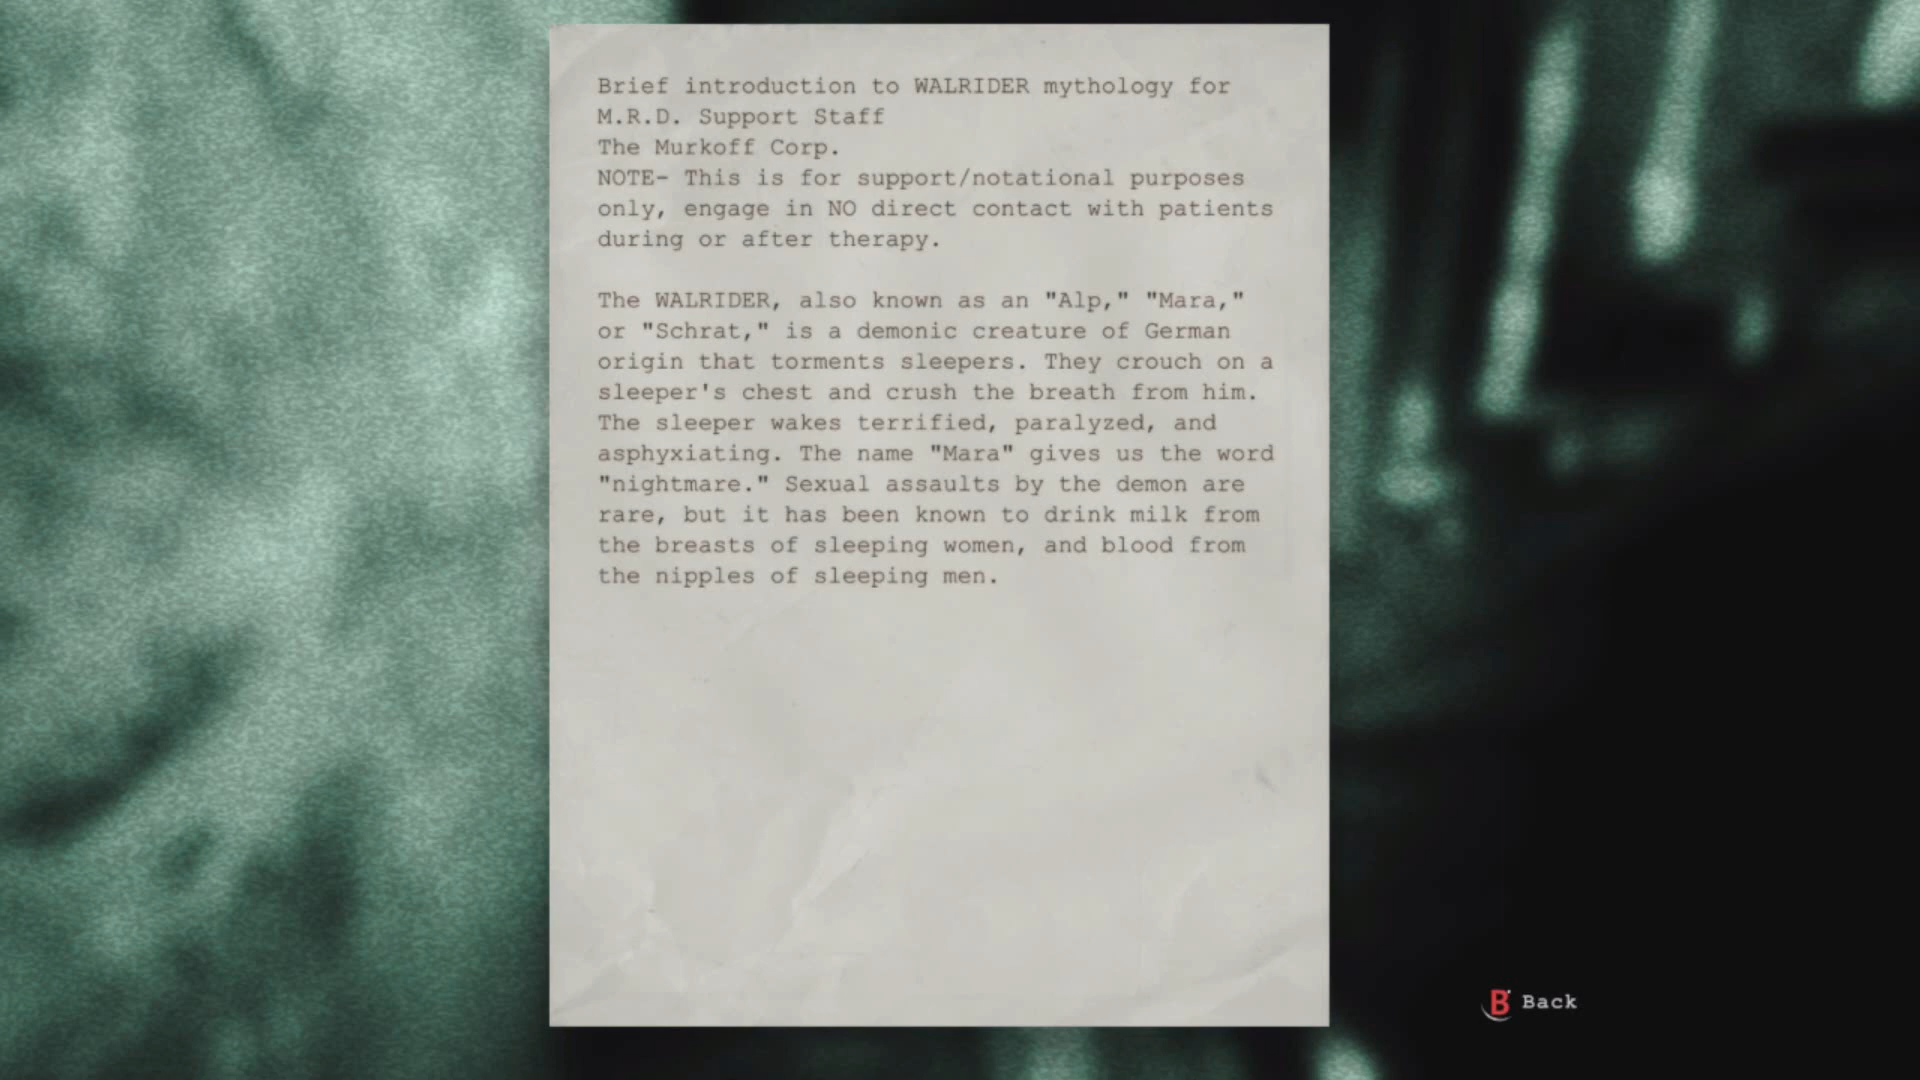 Brief introduction to WALRIDER mythology for
M.R.D. Support Staff
The Murkoff Corp.
NOTE- This is for support/notational purposes
only, engage in NO direct contact with patients
during or after therapy.
The WALRIDER, also known as an "Alp," "Mara,"
or "Schrat," is a demonic creature of German
origin that torments sleepers. They crouch on a
sleeper's chest and crush the breath from him.
The sleeper wakes terrified, paralyzed, and
asphyxiating. The name "Mara" gives us the word
"nightmare." Sexual assaults by the demon are
rare, but it has been known to drink milk from
the breasts of sleeping women, and blood from
the nipples of sleeping men.
B Back